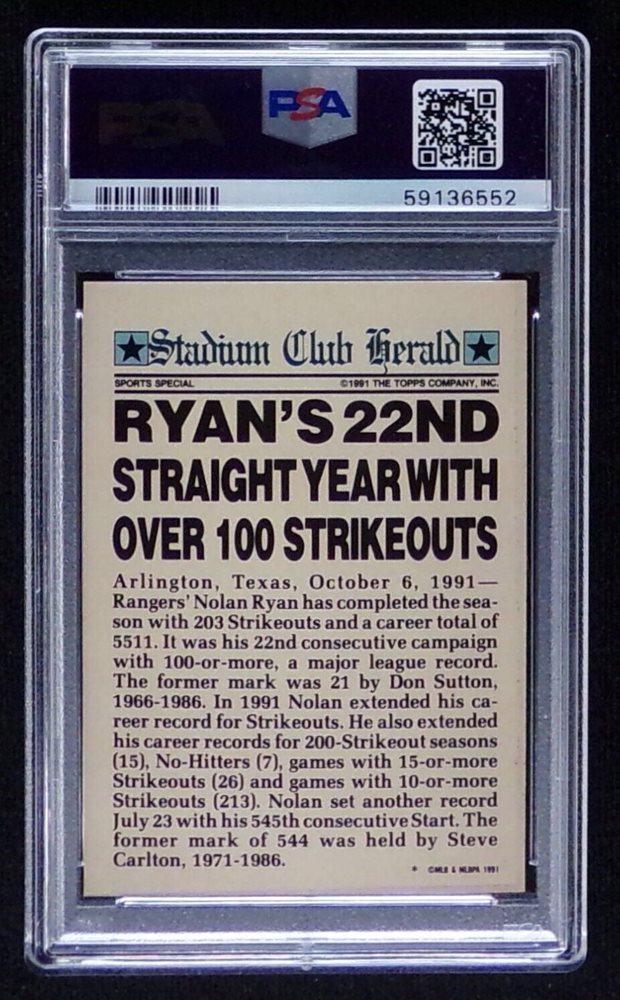 PSA
PSA
59136552
Stadium Club Herald
SPORTS SPECIAL ©1991 THE TOPPS COMPANY, INC.
RYAN'S 22ND
STRAIGHT YEAR WITH
OVER 100 STRIKEOUTS
Arlington, Texas, October 6, 1991—
Rangers' Nolan Ryan has completed the sea-
son with 203 Strikeouts and a career total of
5511. It was his 22nd consecutive campaign
with 100-or-more, a major league record.
The former mark was 21 by Don Sutton,
1966-1986. In 1991 Nolan extended his ca-
reer record for Strikeouts. He also extended
his career records for 200-Strikeout seasons
(15), No-Hitters (7), games with 15-or-more
Strikeouts (26) and games with 10-or-more
Strikeouts (213). Nolan set another record
July 23 with his 545th consecutive Start. The
former mark of 544 was held by Steve
Carlton, 1971-1986.
* ©MLB & MLBPA 1991